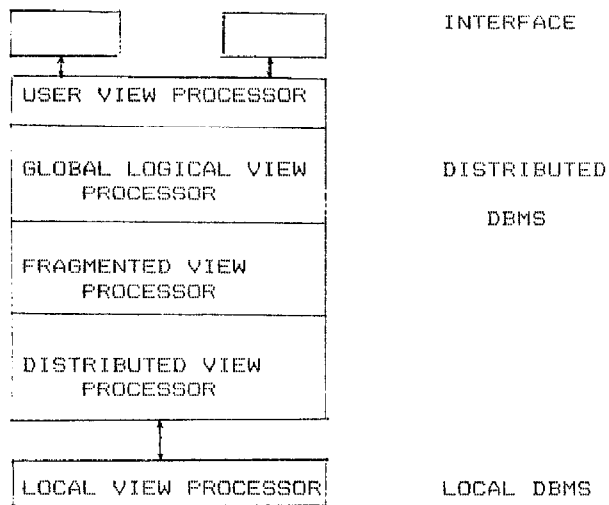 INTERFACE
USER VIEW PROCESSOR
GLOBAL LOGICAL VIEW
PROCESSOR
DISTRIBUTED
DBMS
FRAGMENTED VIEW
PROCESSOR
DISTRIBUTED VIEW
PROCESSOR
LOCAL VIEW PROCESSOR
LOCAL DBMS